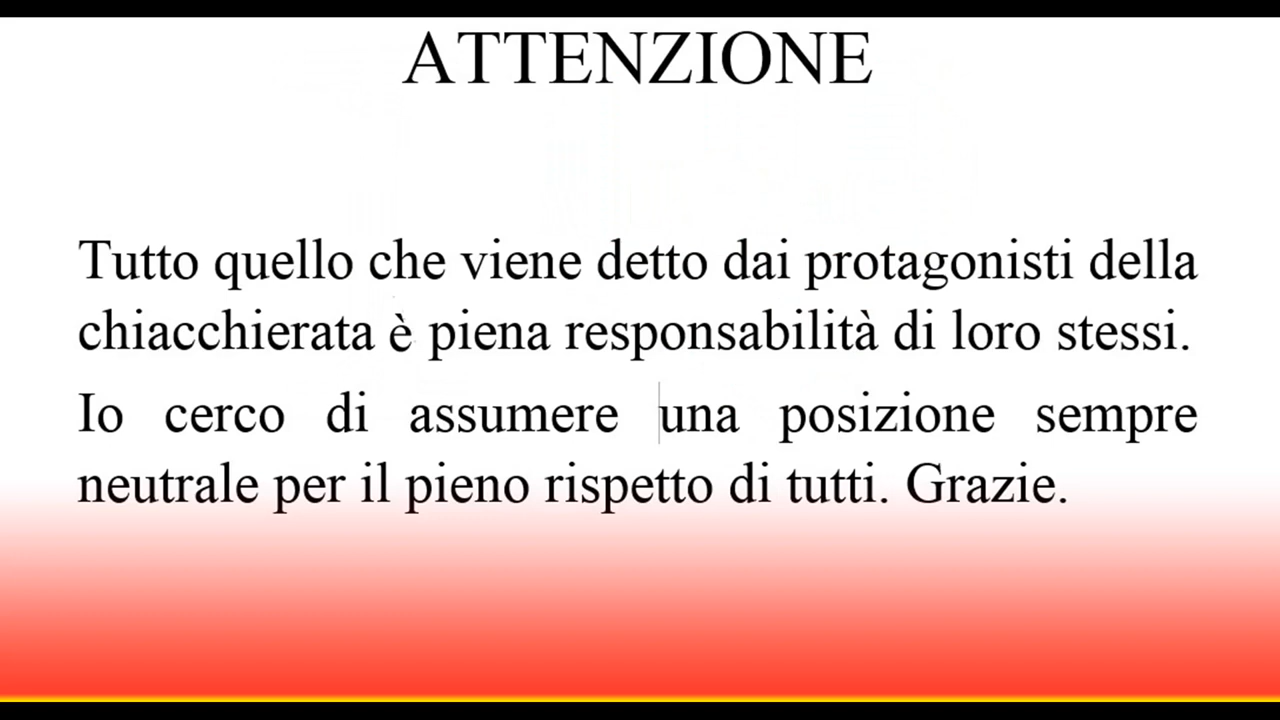 ATTENZIONE
Tutto quello che viene detto dai protagonisti della
chiacchierata è piena responsabilità di loro stessi.
Io cerco di assumere una posizione sempre
neutrale per il pieno rispetto di tutti. Grazie.